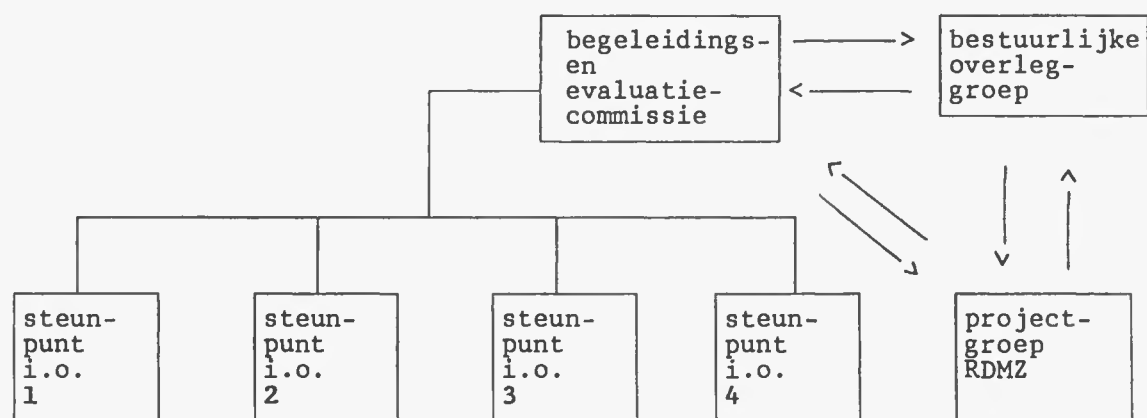 begeleidings-
en
evaluatie-
commissie
bestuurlijke
overleg-
groep
steun-
punt
i.o.
1
steun-
punt
i.o.
2
steun-
punt
i.o.
3
steun-
punt
i.o.
4
project-
groep
RDMZ